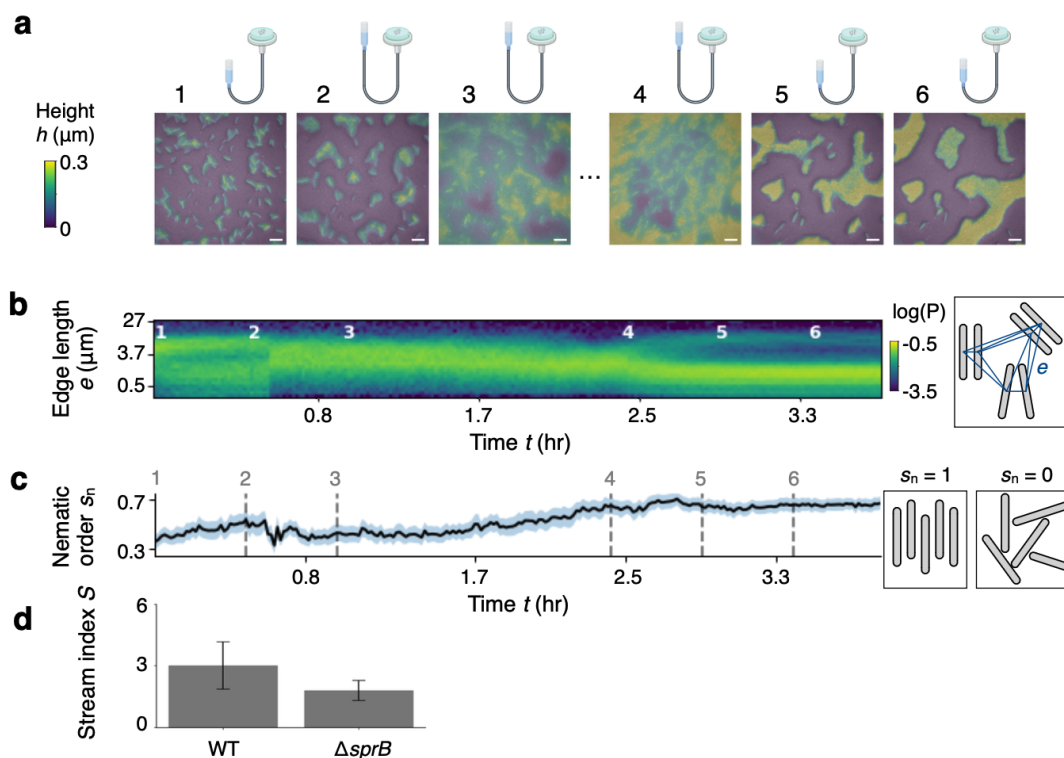 a
1 2 3 4 5 6
Height
h (μm)
0.3
0
...
b
Edge length
e (μm)
27
3.7
0.5
1 2 3 4 5 6
0.8 1.7 2.5 3.3
Time t (hr)
log(P)
-0.5
-3.5
e
c
Nematic
order sn
0.7
0.3
1 2 3 4 5 6
0.8 1.7 2.5 3.3
Time t (hr)
sn = 1 sn = 0
d
Stream index S
6
3
0
WT ΔsprB